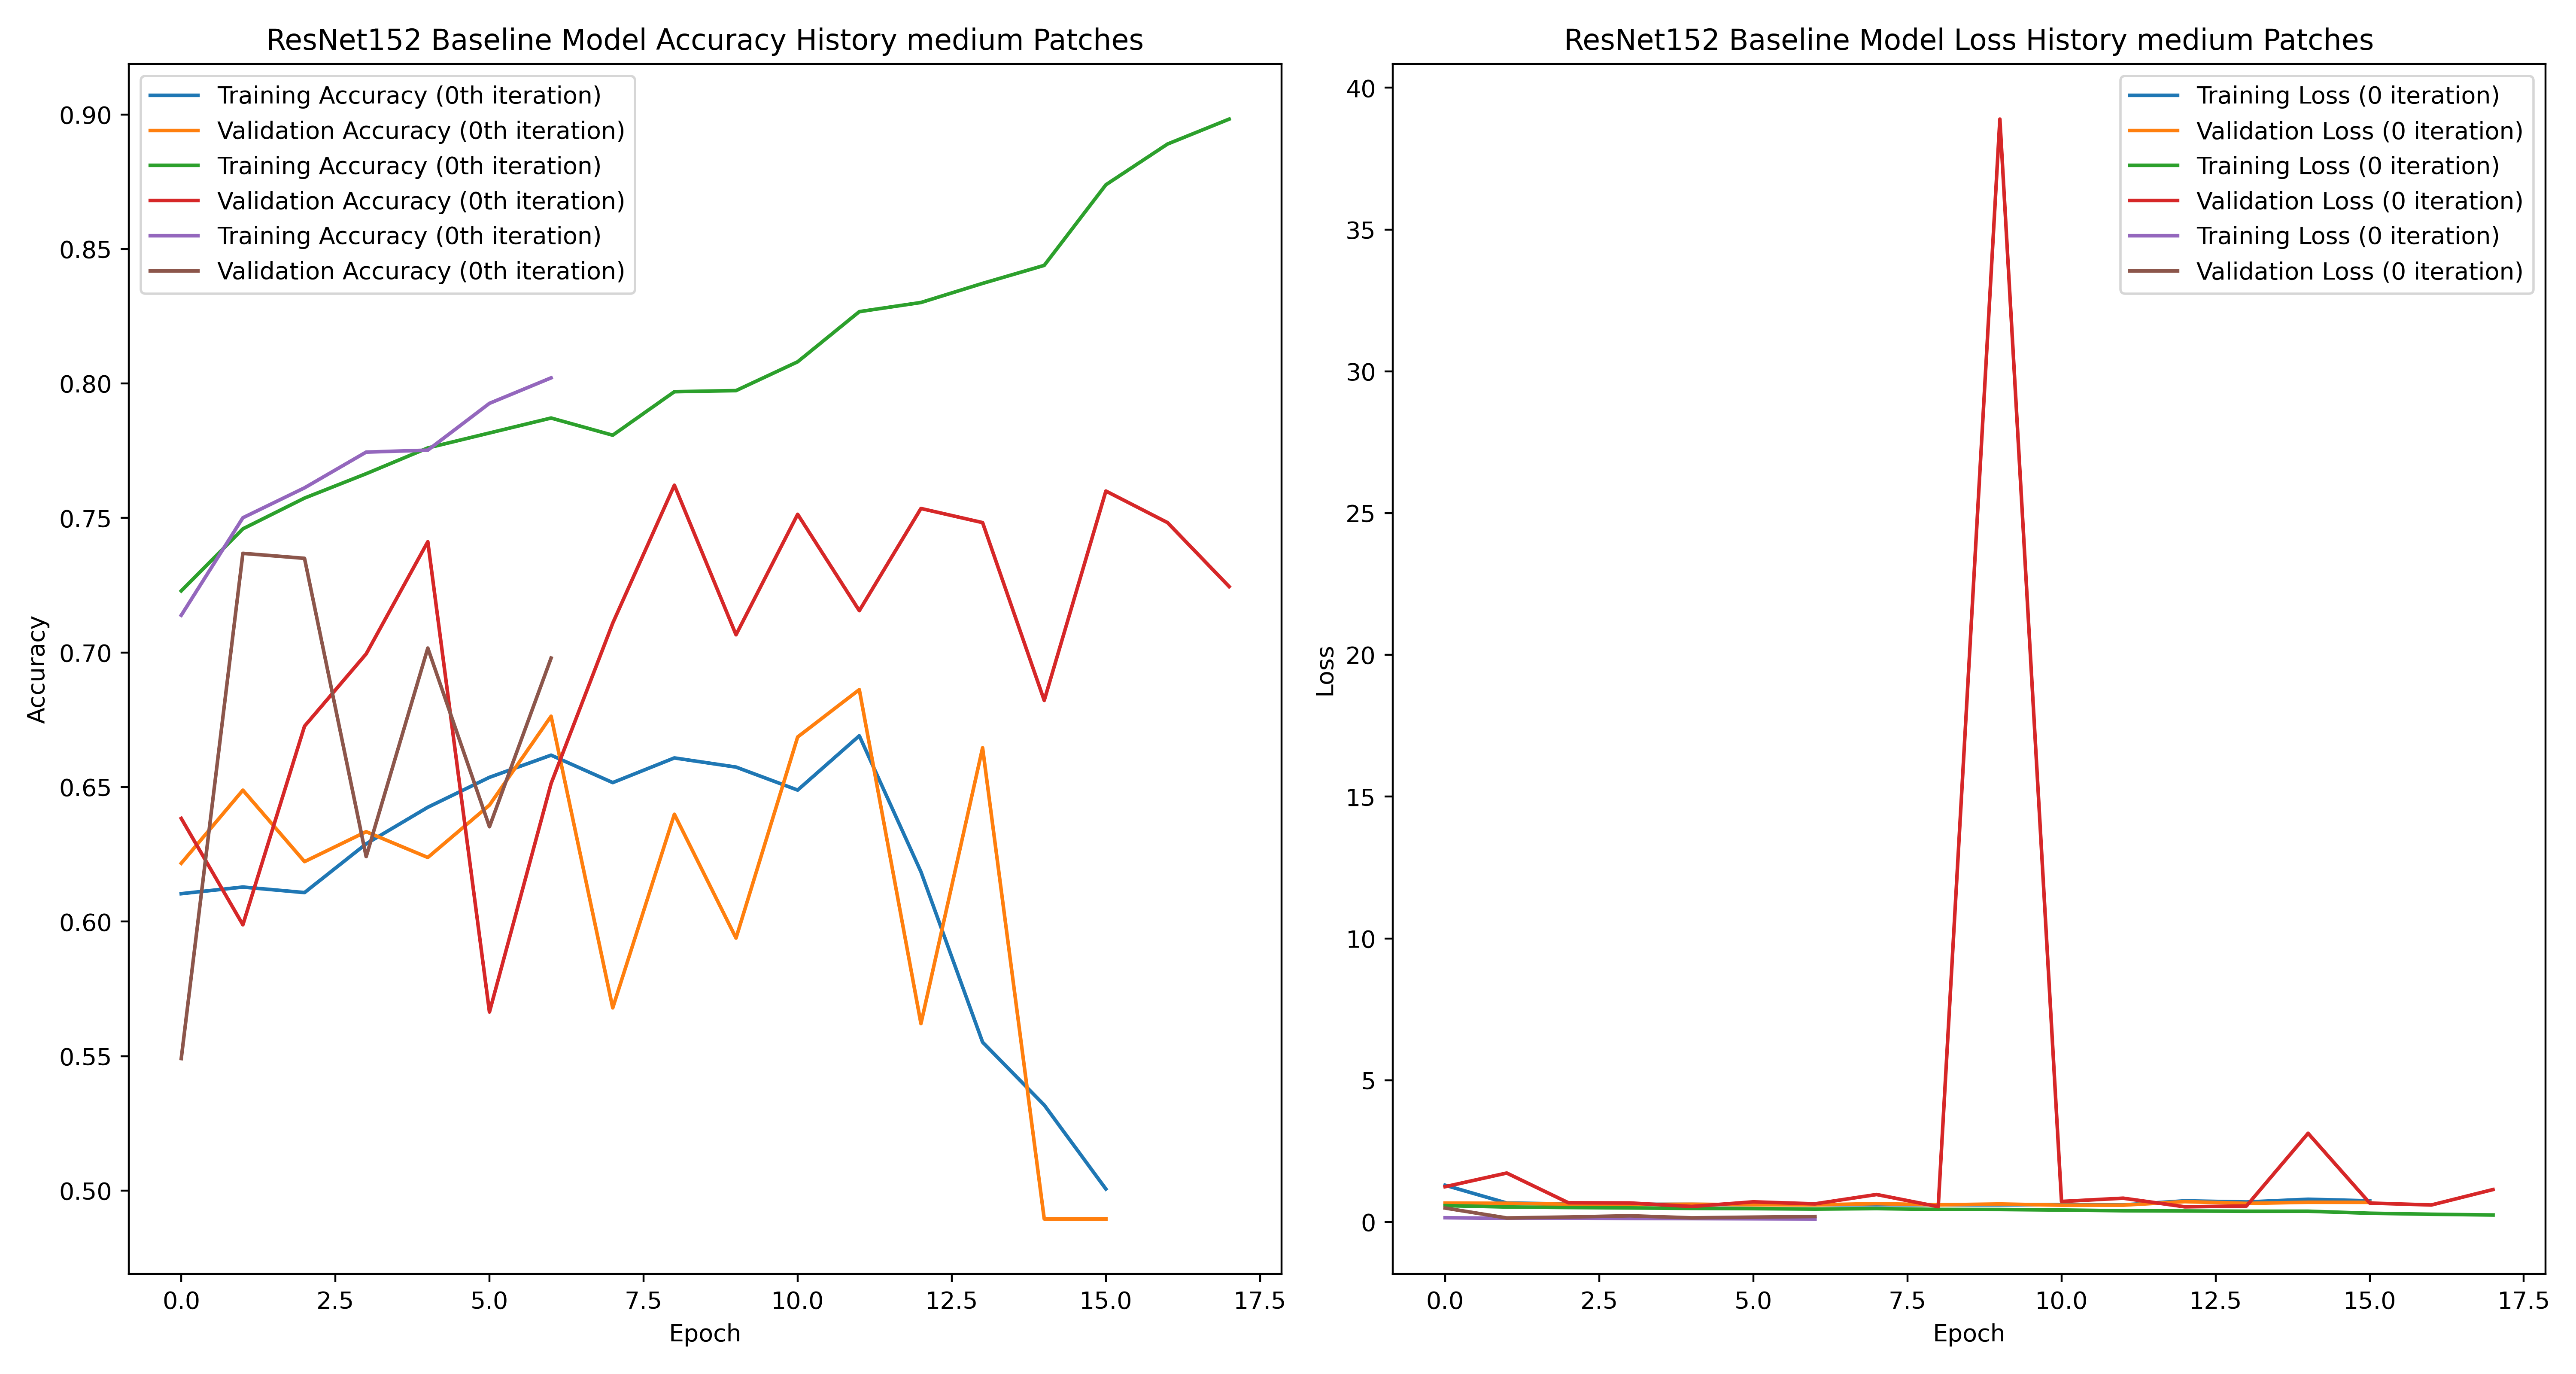 ResNet152 Baseline Model Accuracy History medium Patches
Training Accuracy (0th iteration)
Validation Accuracy (0th iteration)
Training Accuracy (0th iteration)
Validation Accuracy (0th iteration)
Training Accuracy (0th iteration)
Validation Accuracy (0th iteration)
0.90
0.85
0.80
0.75
0.70
0.65
0.60
0.55
0.50
Accuracy
0.0 2.5 5.0 7.5 10.0 12.5 15.0 17.5
Epoch
ResNet152 Baseline Model Loss History medium Patches
Training Loss (0 iteration)
Validation Loss (0 iteration)
Training Loss (0 iteration)
Validation Loss (0 iteration)
Training Loss (0 iteration)
Validation Loss (0 iteration)
40
35
30
25
20
15
10
5
0
Loss
0.0 2.5 5.0 7.5 10.0 12.5 15.0 17.5
Epoch